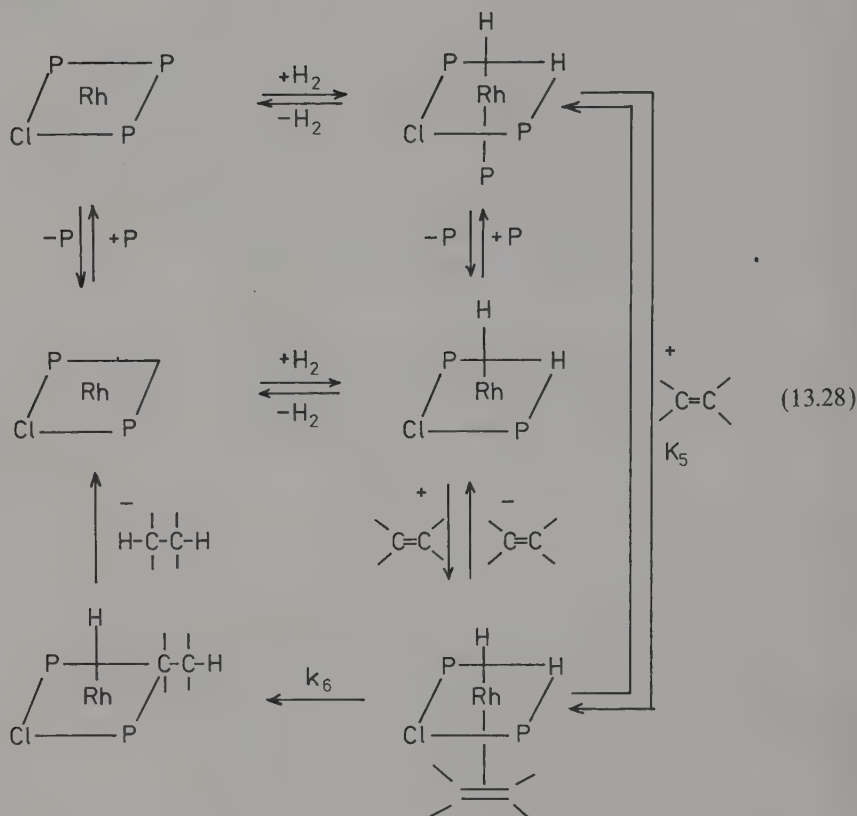 H
P P P H
Rh +H₂ Rh
-H₂
Cl P Cl P
P
-P +P -P +P
H
+
P +H₂ P H
Rh Rh C=C (13.28)
-H₂
Cl P Cl P K₅
- + -
H-C-C-H C=C C=C
H H
P C-C-H k₆ P H
Rh Rh
Cl P Cl P